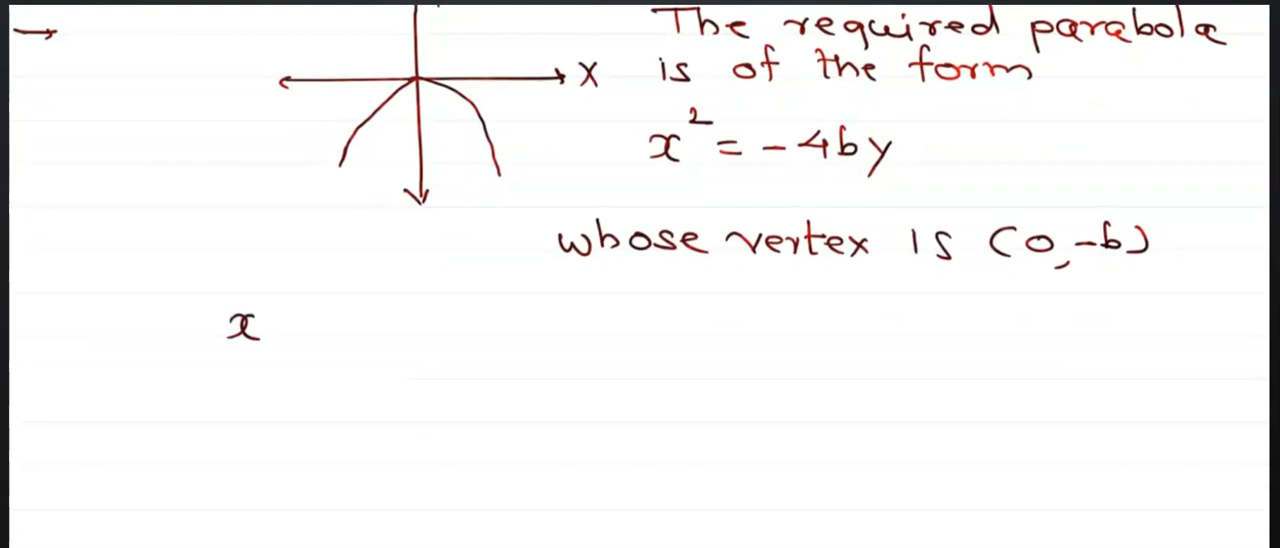 The required parabola
X is of the form
x² = -4by
whose vertex is (0,-b)
x